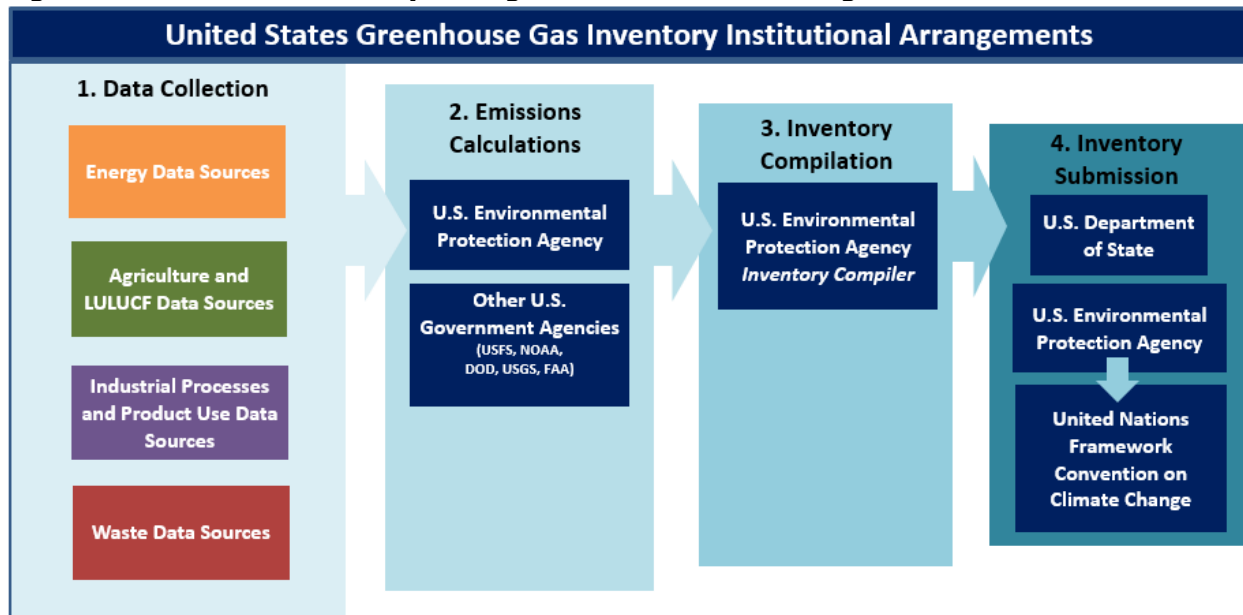 United States Greenhouse Gas Inventory Institutional Arrangements
1. Data Collection
Energy Data Sources
Agriculture and
LULUCF Data Sources
Industrial Processes
and Product Use Data
Sources
Waste Data Sources
2. Emissions
Calculations
U.S. Environmental
Protection Agency
Other U.S.
Government Agencies
(USFS, NOAA,
DOD, USGS, FAA)
3. Inventory
Compilation
U.S. Environmental
Protection Agency
Inventory Compiler
4. Inventory
Submission
U.S. Department
of State
U.S. Environmental
Protection Agency
United Nations
Framework
Convention on
Climate Change